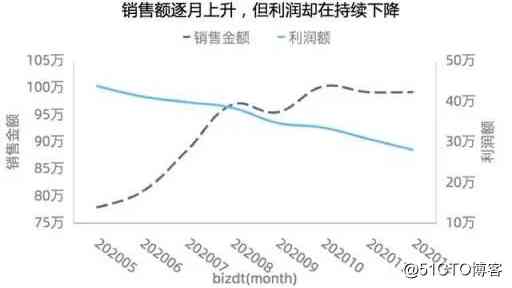 销售额逐月上升，但利润却在持续下降
销售金额 利润额
105万
100万
95万
90万
85万
80万
75万
销售金额
50万
40万
30万
20万
10万
利润额
202005
202006
202007
202008
202009
202010
bizdt(month)
@51CTO博客